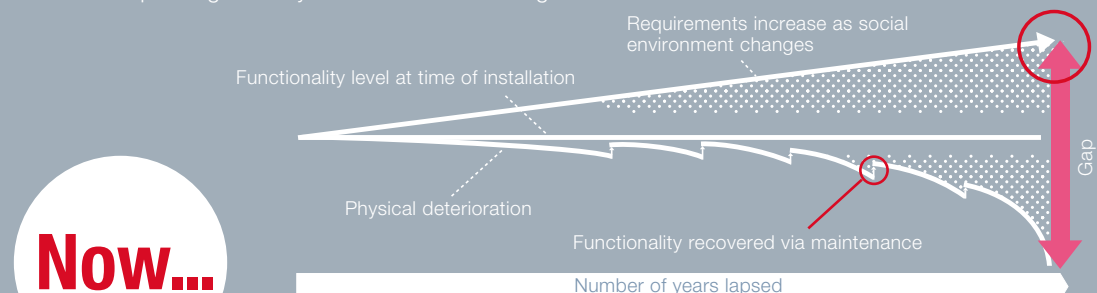 Requirements increase as social
environment changes
Functionality level at time of installation
Gap
Physical deterioration
Functionality recovered via maintenance
Now...
Number of years lapsed